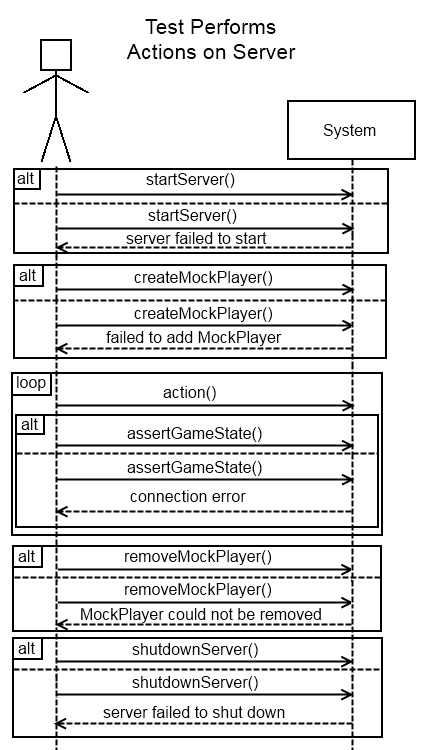 Test Performs
Actions on Server
System
alt
startServer()
startServer()
server failed to start
alt
createMockPlayer()
createMockPlayer()
failed to add MockPlayer
loop
action()
alt
assertGameState()
assertGameState()
connection error
alt
removeMockPlayer()
removeMockPlayer()
MockPlayer could not be removed
alt
shutdownServer()
shutdownServer()
server failed to shut down